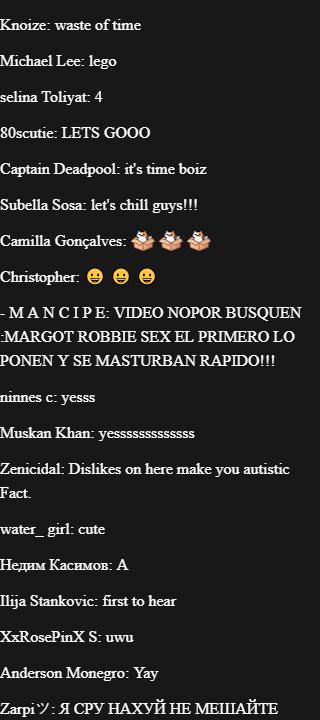 Knoize: waste of time
Michael Lee: lego
selina Toliyat: 4
80scutie: LETS GOOO
Captain Deadpool: it's time boiz
Subella Sosa: let's chill guys!!!
Camilla Gonçalves:
Christopher: 😀 😀 😀
- M A N C I P E: VIDEO NOPOR BUSQUEN
:MARGOT ROBBIE SEX EL PRIMERO LO
PONEN Y SE MASTURBAN RAPIDO!!!
ninnes c: yesss
Muskan Khan: yesssssssssssss
Zenicidal: Dislikes on here make you autistic
Fact.
water_ girl: cute
Недим Касимов: А
Ilija Stankovic: first to hear
XxRosePinX S: uwu
Anderson Monegro: Yay
Zarpiツ: Я СРУ НАХУЙ НЕ МЕШАЙТЕ